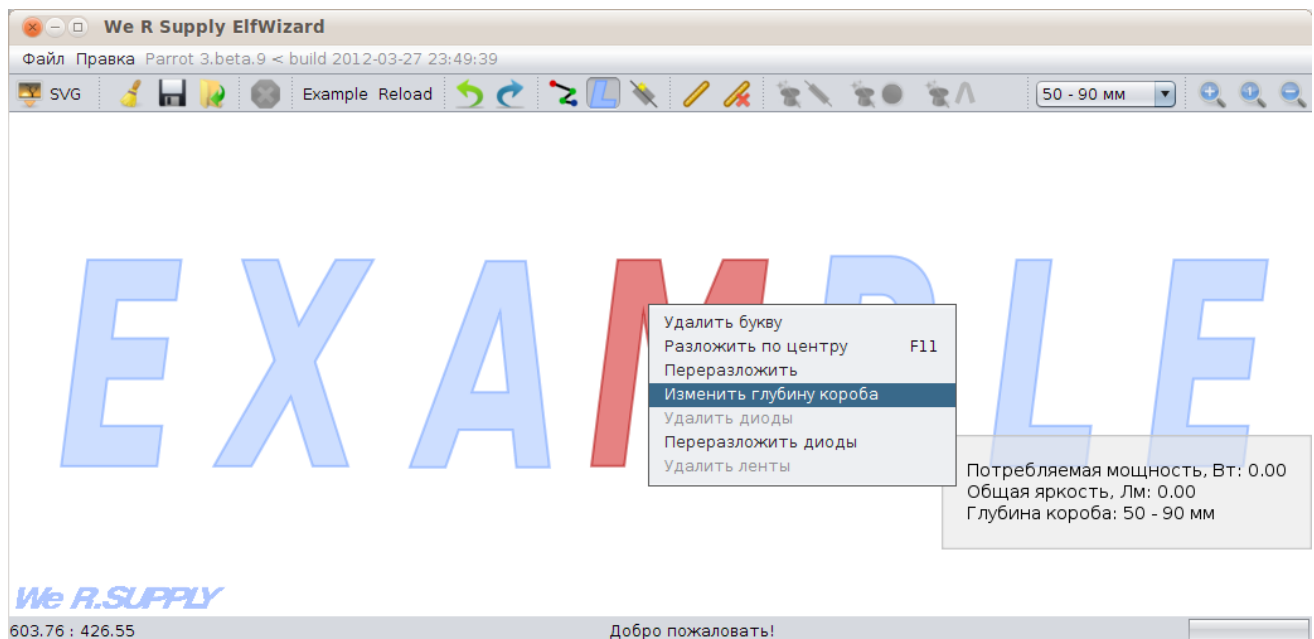 We R Supply ElfWizard
Файл Правка Parrot 3.beta.9 < build 2012-03-27 23:49:39
SVG Example Reload 50 - 90 мм
EXAMPLE
Удалить букву
Разложить по центру F11
Переразложить
Изменить глубину короба
Удалить диоды
Переразложить диоды
Удалить ленты
Потребляемая мощность, Вт: 0.00
Общая яркость, Лм: 0.00
Глубина короба: 50 - 90 мм
We R.SUPPLY
603.76 : 426.55 Добро пожаловать!